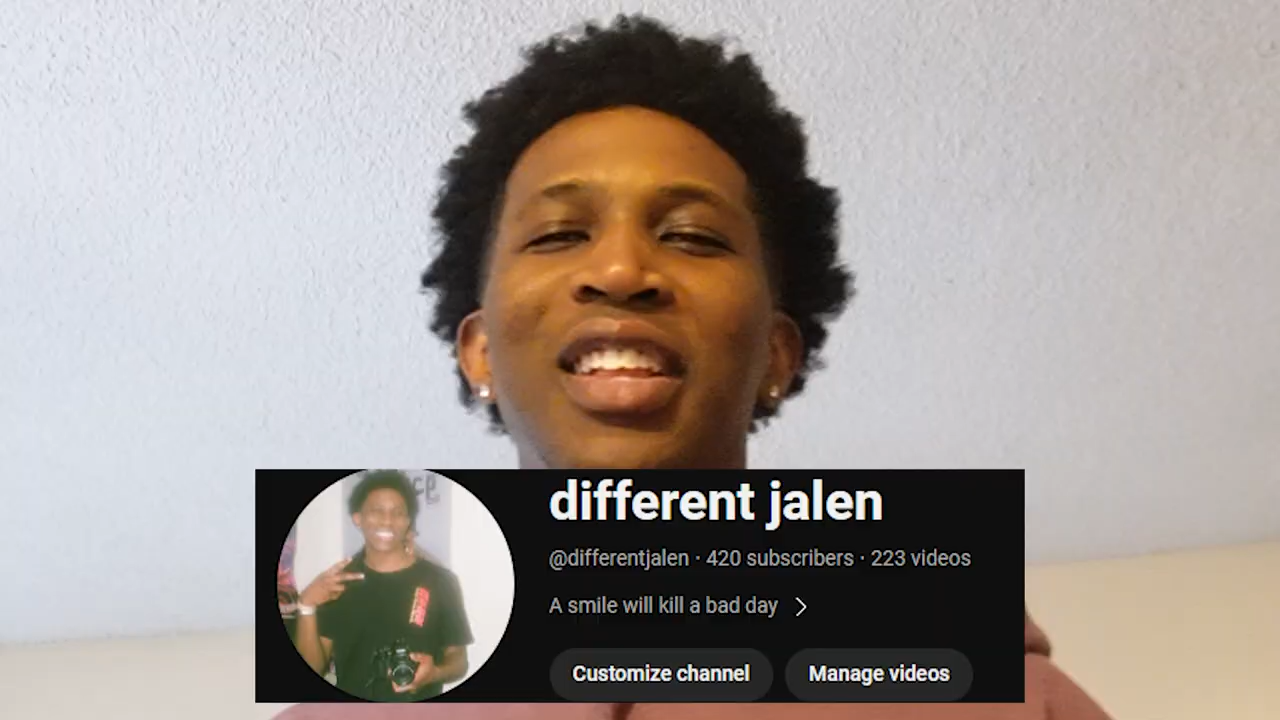 different jalen
@differentjalen · 420 subscribers · 223 videos
A smile will kill a bad day
Customize channel
Manage videos